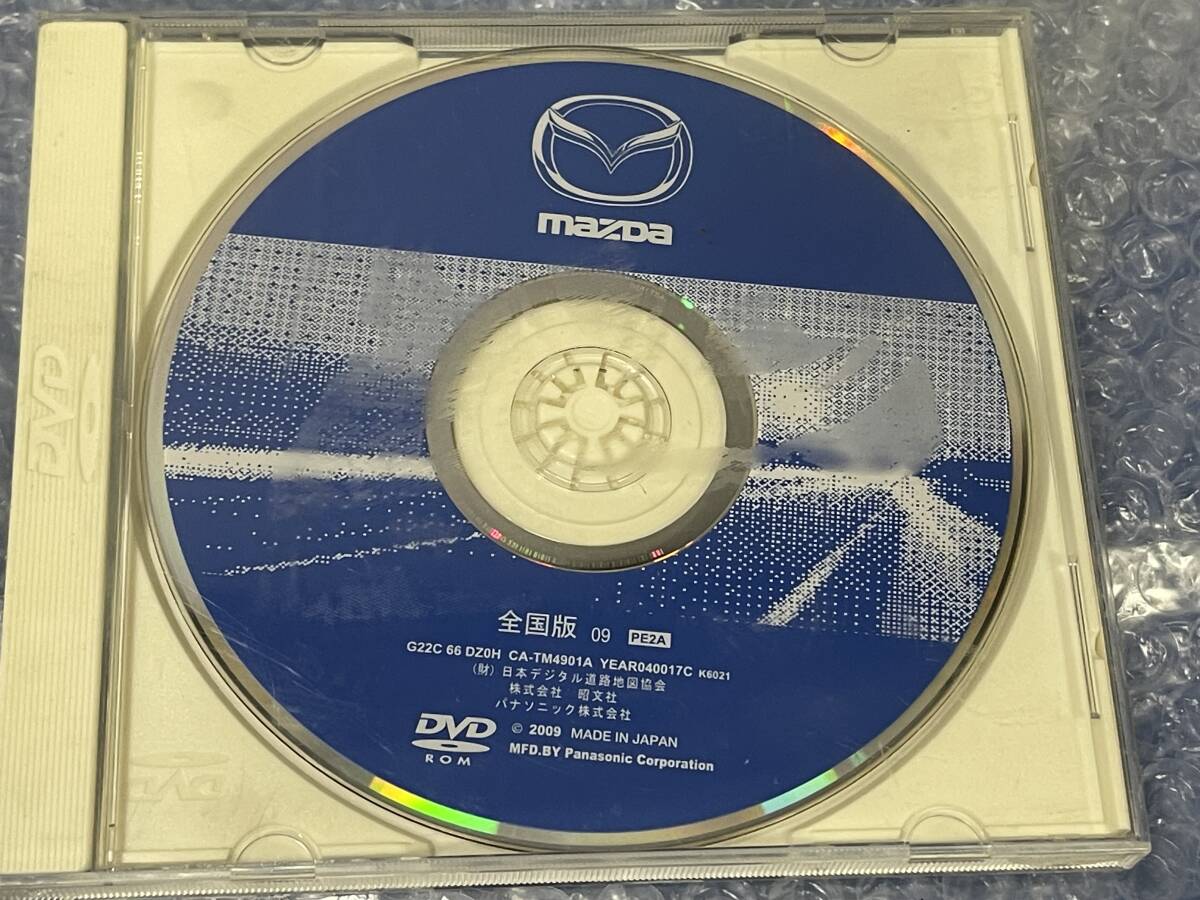 mazda
全国版 09 PE2A
G22C 66 DZ0H CA-TM4901A YEAR040017C K6021
(財)日本デジタル道路地図協会
株式会社 昭文社
パナソニック株式会社
DVD ROM
© 2009 MADE IN JAPAN
MFD.BY Panasonic Corporation
DVD
DVD